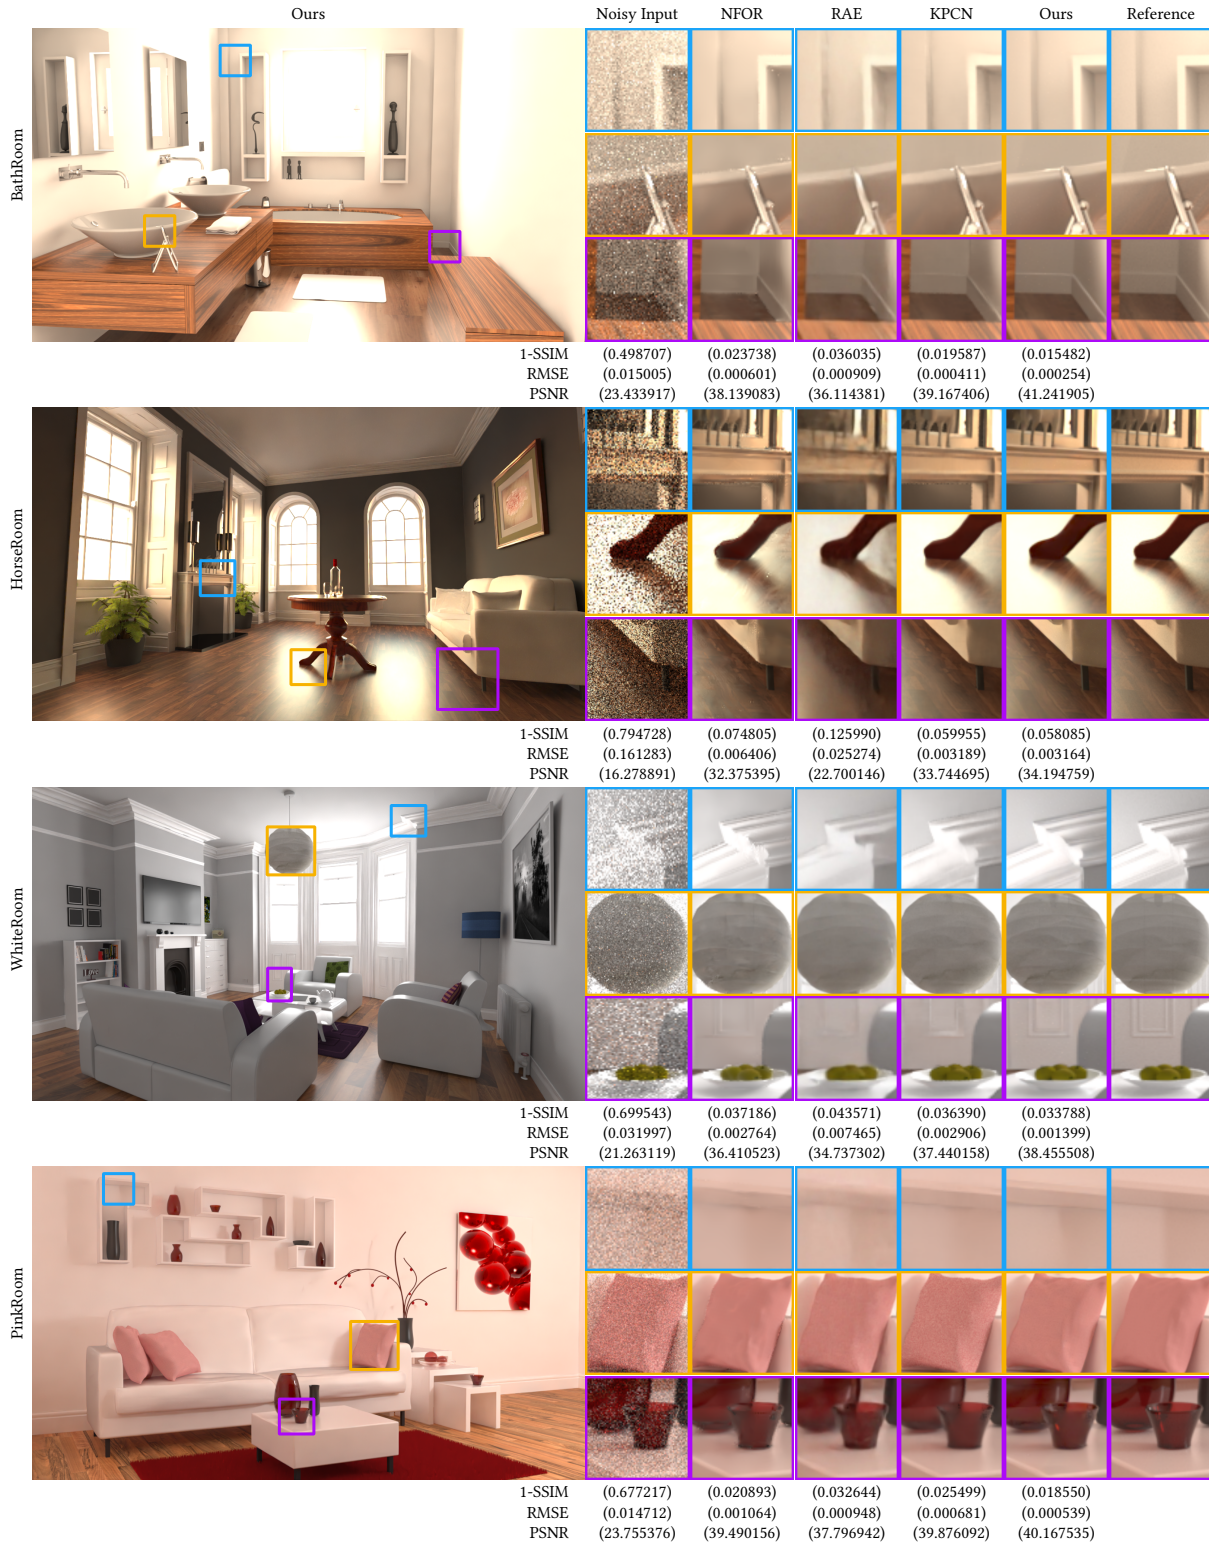 Ours Noisy Input NFOR RAE KPCN Ours Reference
BathRoom
1-SSIM (0.498707) (0.023738) (0.036035) (0.019587) (0.015482)
RMSE (0.015005) (0.000601) (0.000909) (0.000411) (0.000254)
PSNR (23.433917) (38.139083) (36.114381) (39.167406) (41.241905)
HorseRoom
1-SSIM (0.794728) (0.074805) (0.125990) (0.059955) (0.058085)
RMSE (0.161283) (0.006406) (0.025274) (0.003189) (0.003164)
PSNR (16.278891) (32.375395) (22.700146) (33.744695) (34.194759)
WhiteRoom
1-SSIM (0.699543) (0.037186) (0.043571) (0.036390) (0.033788)
RMSE (0.031997) (0.002764) (0.007465) (0.002906) (0.001399)
PSNR (21.263119) (36.410523) (34.737302) (37.440158) (38.455508)
PinkRoom
1-SSIM (0.677217) (0.020893) (0.032644) (0.025499) (0.018550)
RMSE (0.014712) (0.001064) (0.000948) (0.000681) (0.000539)
PSNR (23.755376) (39.490156) (37.796942) (39.876092) (40.167535)